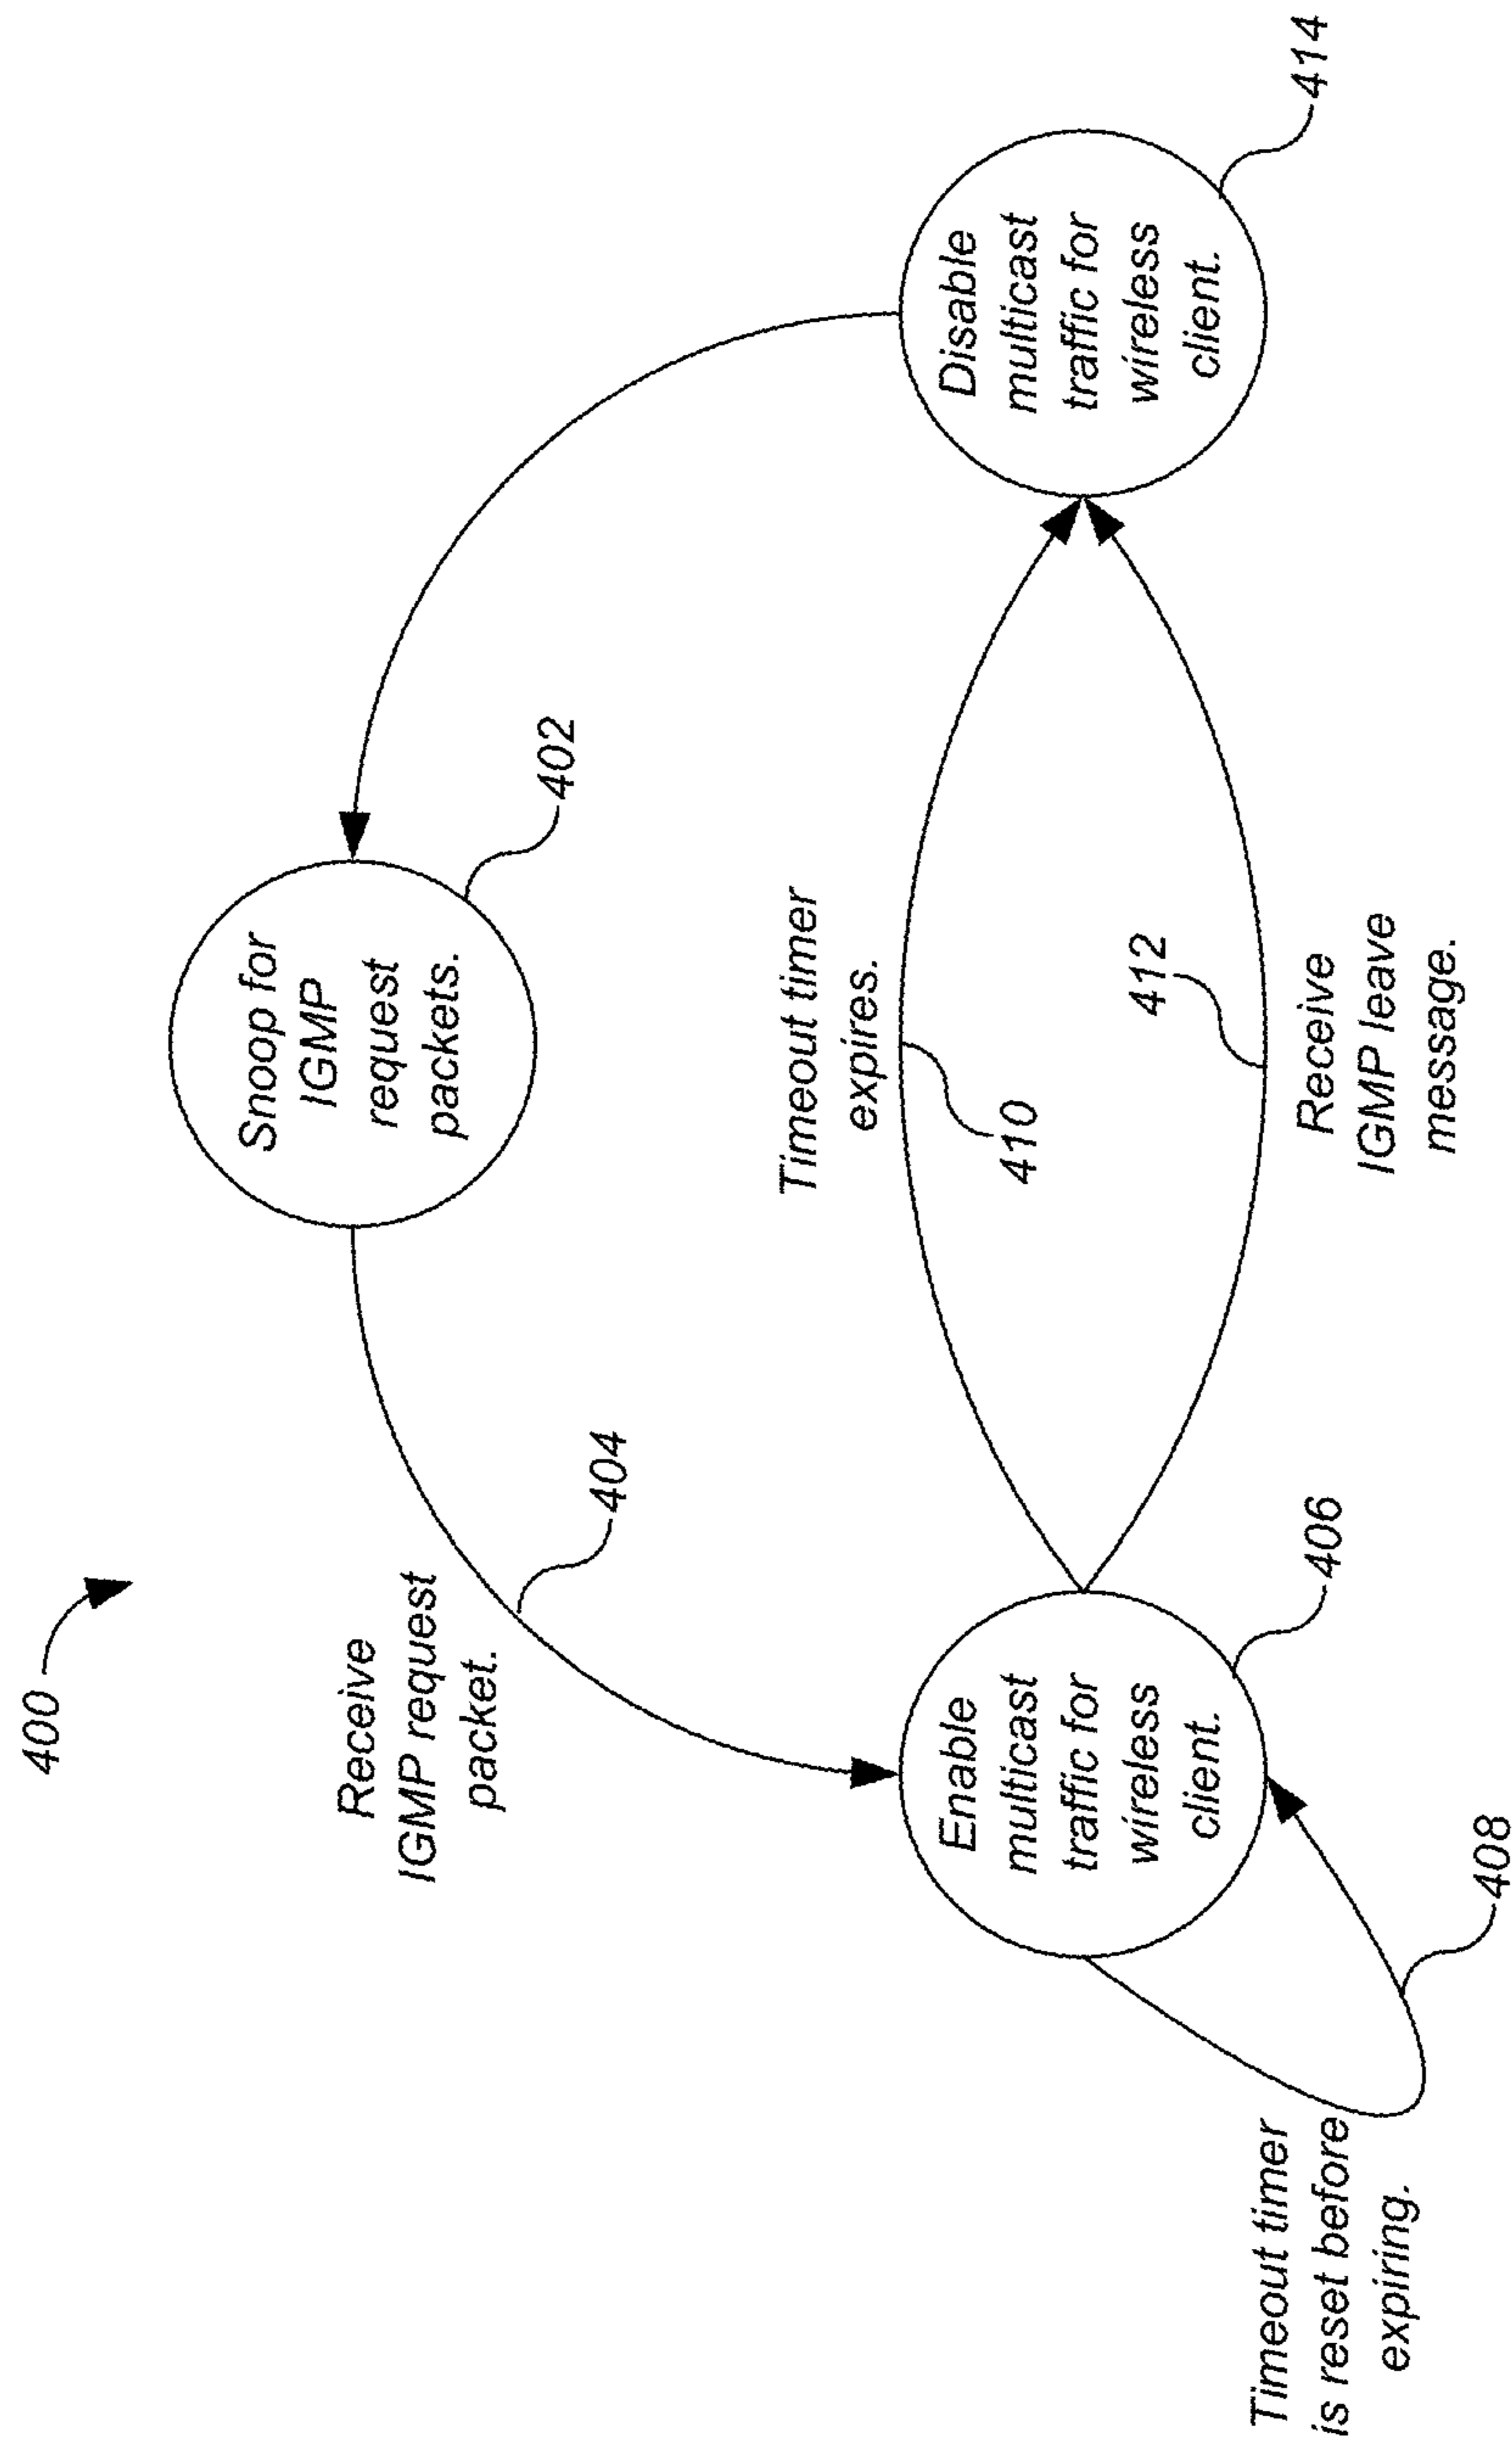 400
Snoop for
IGMP
request
packets.
402
Receive
IGMP request
packet.
404
Timeout timer
expires.
410
Enable
multicast
traffic for
wireless
client.
406
Disable
multicast
traffic for
wireless
client.
414
412
Receive
IGMP leave
message.
Timeout timer
is reset before
expiring.
408